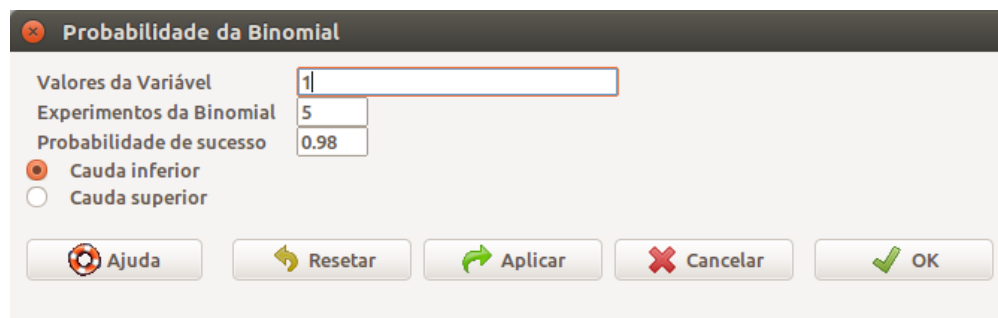 Probabilidade da Binomial
Valores da Variável 1
Experimentos da Binomial 5
Probabilidade de sucesso 0.98
Cauda inferior
Cauda superior
Ajuda Resetar Aplicar Cancelar OK